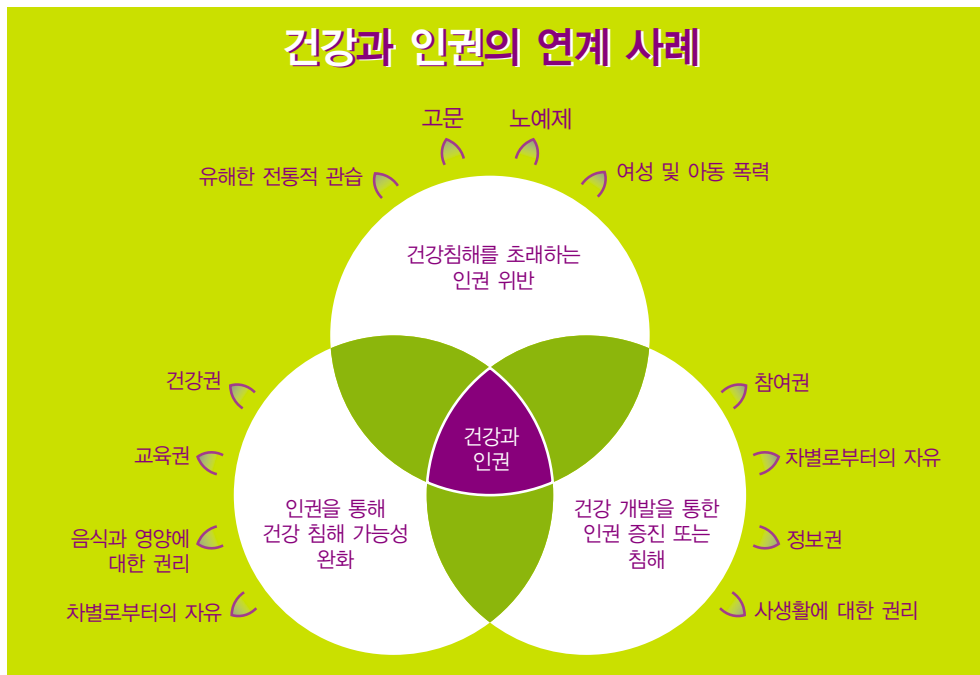 건강과 인권의 연계 사례
고문
노예제
유해한 전통적 관습
여성 및 아동 폭력
건강침해를 초래하는
인권 위반
건강권
교육권
음식과 영양에
대한 권리
차별로부터의 자유
인권을 통해
건강 침해 가능성
완화
건강과
인권
건강 개발을 통한
인권 증진 또는
침해
참여권
차별로부터의 자유
정보권
사생활에 대한 권리